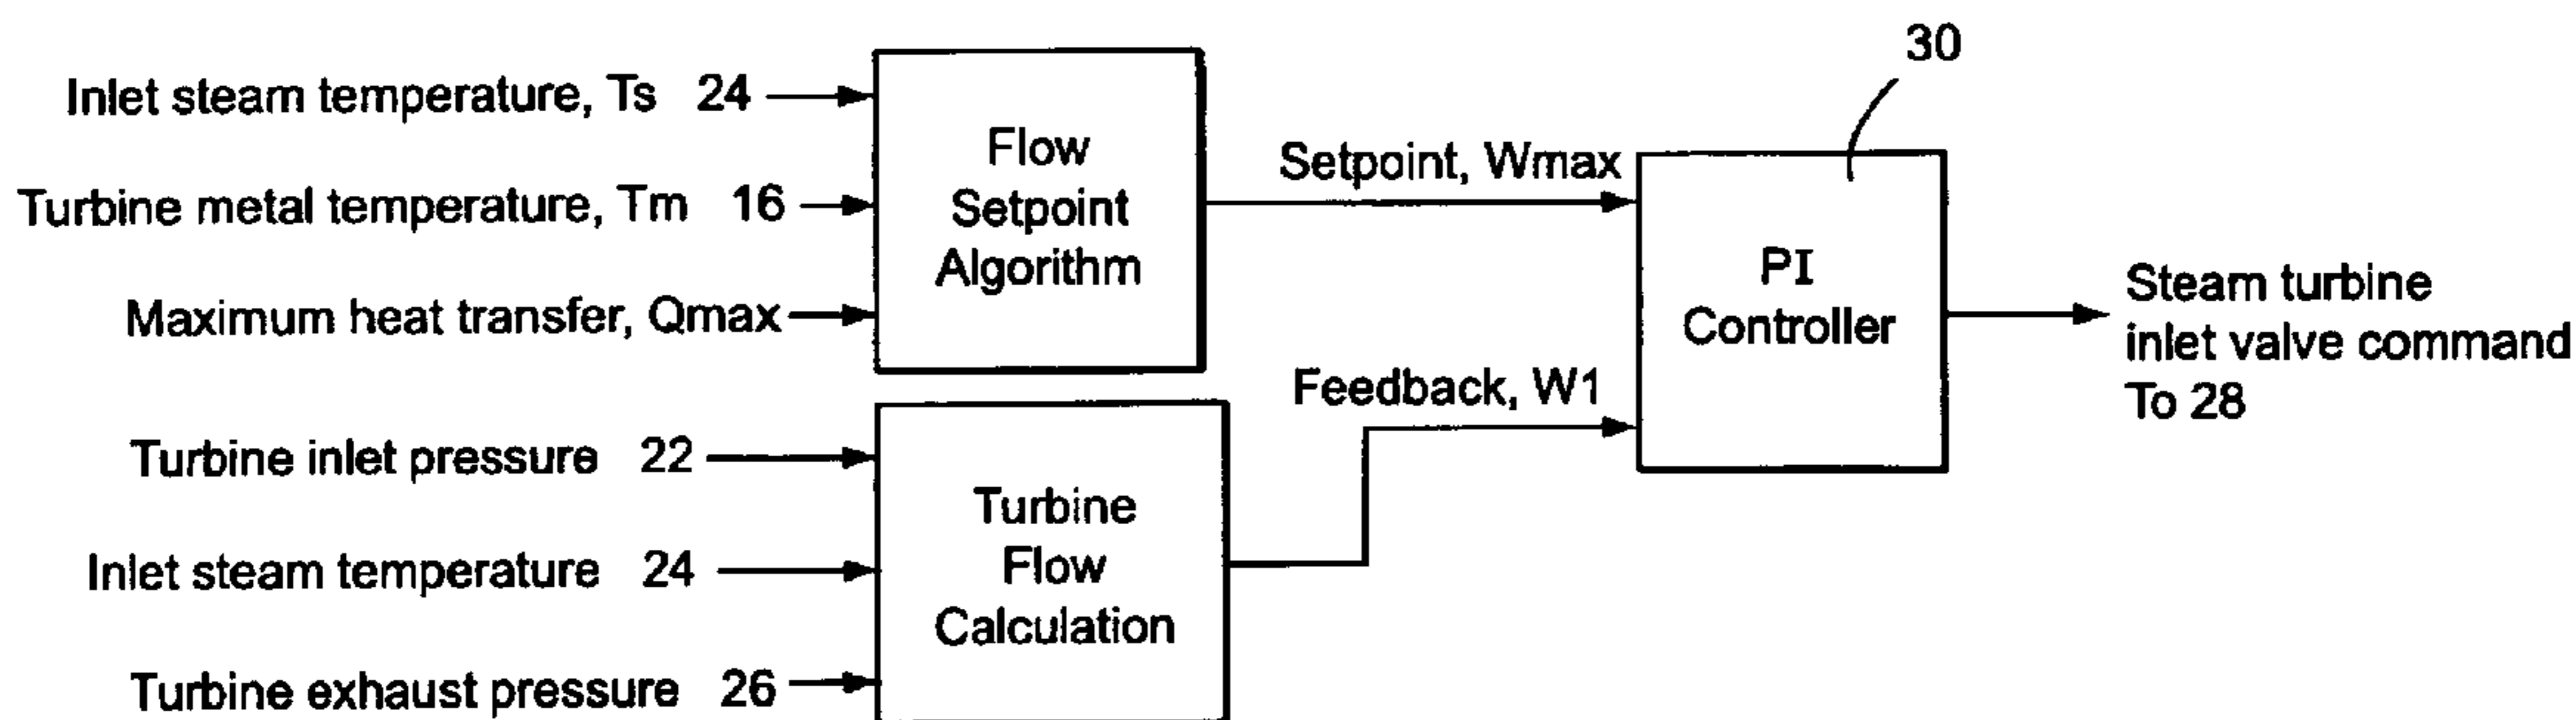 30
Inlet steam temperature, Ts 24
Turbine metal temperature, Tm 16
Maximum heat transfer, Qmax
Flow
Setpoint
Algorithm
Setpoint, Wmax
PI
Controller
Steam turbine
inlet valve command
To 28
Feedback, W1
Turbine inlet pressure 22
Inlet steam temperature 24
Turbine exhaust pressure 26
Turbine
Flow
Calculation